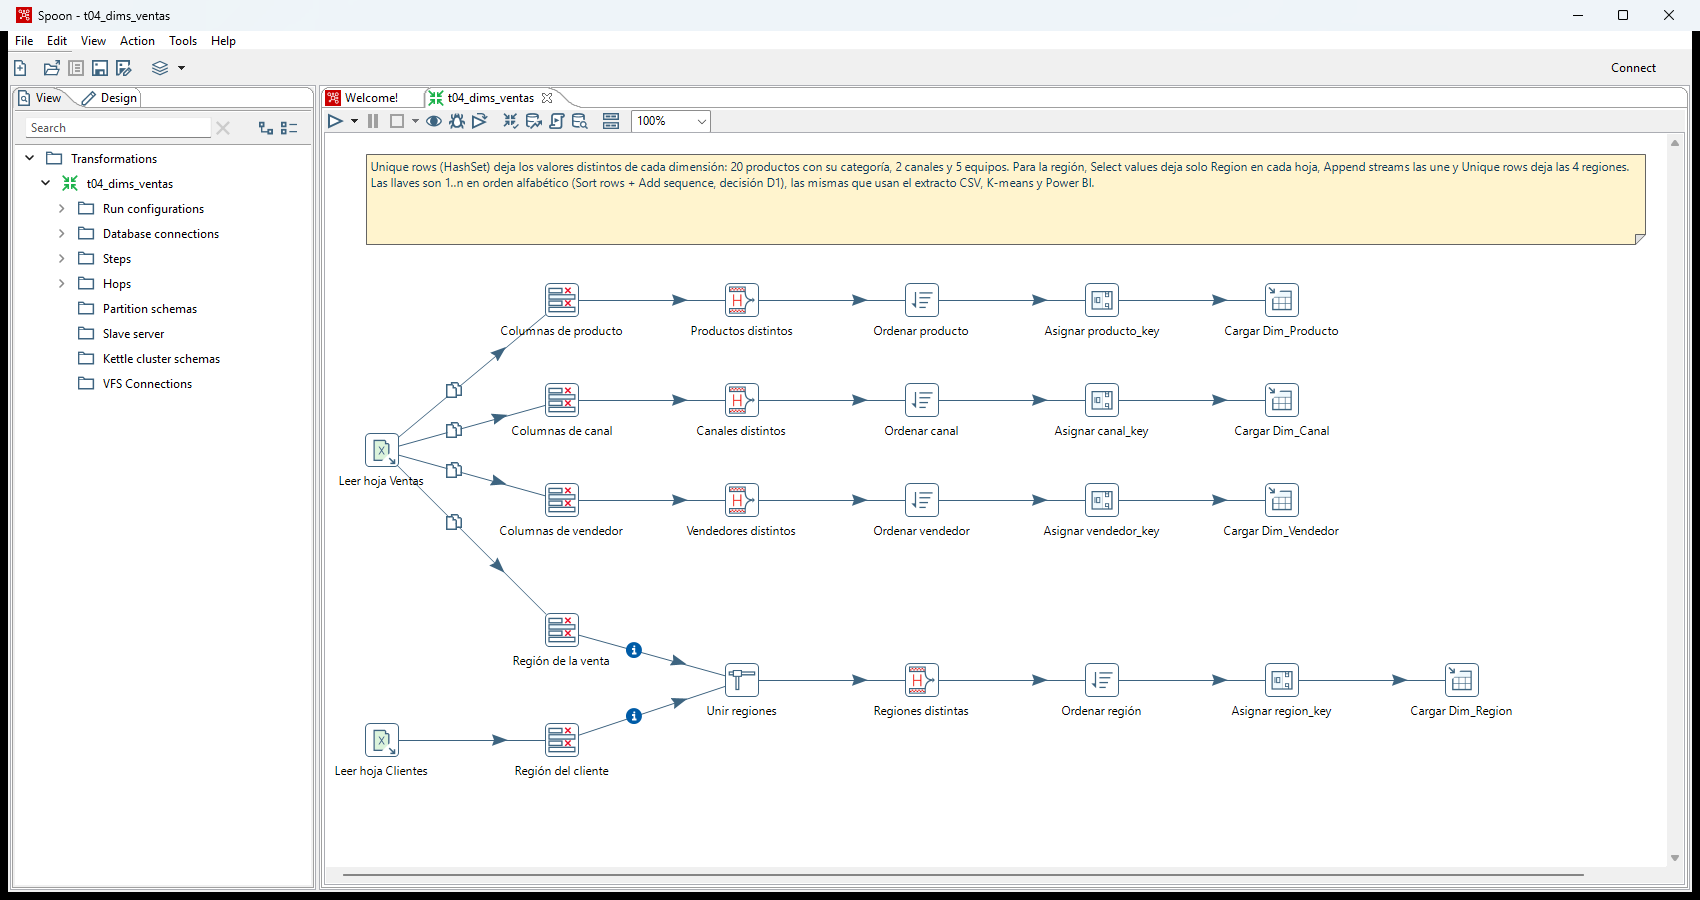 Spoon - t04_dims_ventas
File Edit View Action Tools Help
Connect
View Design
Welcome! t04_dims_ventas
Search
100%
Transformations
t04_dims_ventas
Run configurations
Database connections
Steps
Hops
Partition schemas
Slave server
Kettle cluster schemas
VFS Connections
Unique rows (HashSet) deja los valores distintos de cada dimensión: 20 productos con su categoría, 2 canales y 5 equipos. Para la región, Select values deja solo Region en cada hoja, Append streams las une y Unique rows deja las 4 regiones.
Las llaves son 1..n en orden alfabético (Sort rows + Add sequence, decisión D1), las mismas que usan el extracto CSV, K-means y Power BI.
Columnas de producto Productos distintos Ordenar producto Asignar producto_key Cargar Dim_Producto
Columnas de canal Canales distintos Ordenar canal Asignar canal_key Cargar Dim_Canal
Leer hoja Ventas
Columnas de vendedor Vendedores distintos Ordenar vendedor Asignar vendedor_key Cargar Dim_Vendedor
Región de la venta
Unir regiones Regiones distintas Ordenar región Asignar region_key Cargar Dim_Region
Leer hoja Clientes Región del cliente